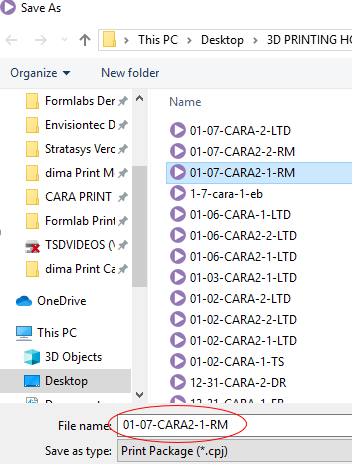 Save As
This PC > Desktop > 3D PRINTING HO
Organize
New folder
Formlabs Der
Envisiontec D
Stratasys Verc
dima Print M
CARA PRINT
Formlab Print
TSDVIDEOS (\
dima Print Ca
OneDrive
This PC
3D Objects
Desktop
Name
01-07-CARA-2-LTD
01-07-CARA2-2-RM
01-07-CARA2-1-RM
1-7-cara-1-eb
01-06-CARA-1-LTD
01-06-CARA2-2-LTD
01-06-CARA2-1-LTD
01-03-CARA2-1-LTD
01-02-CARA-2-LTD
01-02-CARA2-2-LTD
01-02-CARA2-1-LTD
01-02-CARA-1-TS
12-31-CARA-2-DR
12-31-CARA-1-EB
File name: 01-07-CARA2-1-RM
Save as type: Print Package (*.cpj)